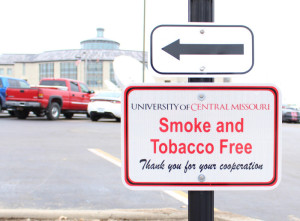 UNIVERSITY OF CENTRAL MISSOURI
Smoke and
Tobacco Free
Thank you for your cooperation